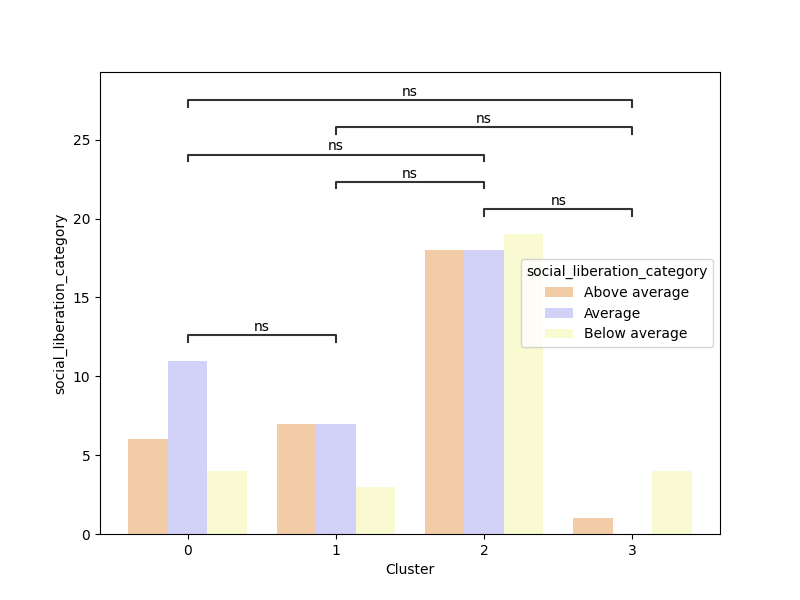 ns
ns
ns
ns
ns
ns
25
20
15
10
5
0
social_liberation_category
social_liberation_category
Above average
Average
Below average
0
1
2
3
Cluster